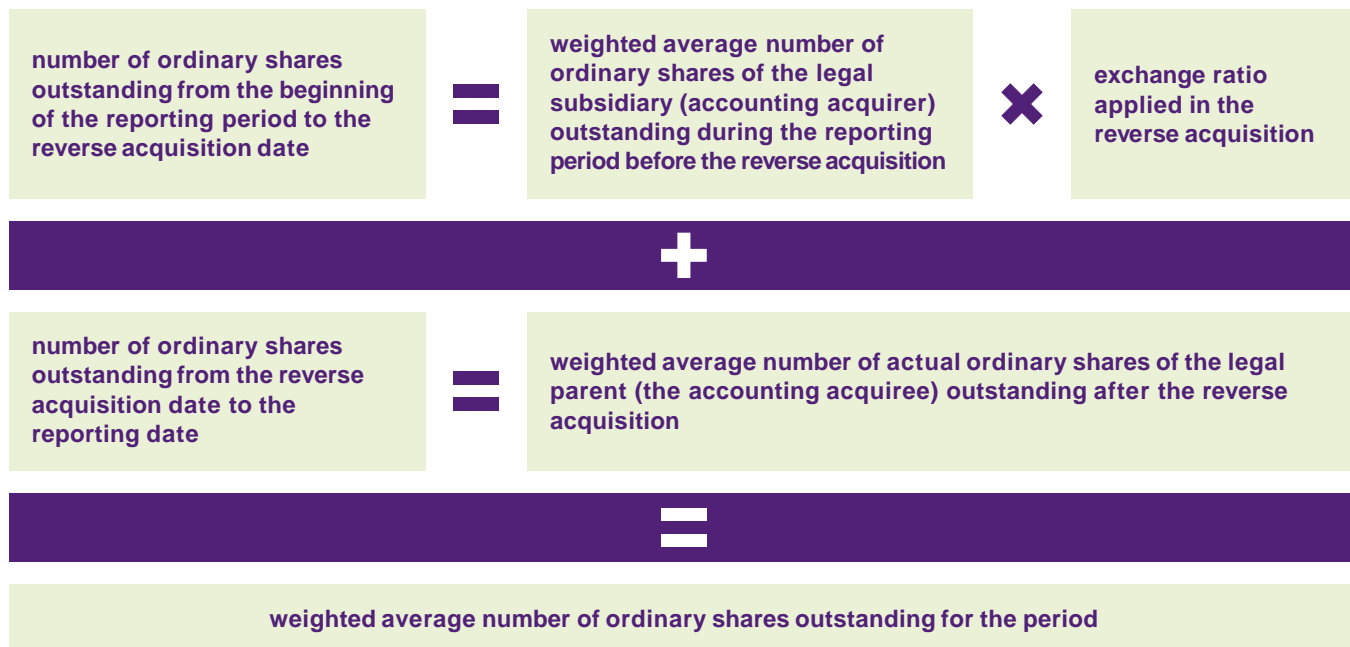 number of ordinary shares
outstanding from the beginning
of the reporting period to the
reverse acquisition date
=
weighted average number of
ordinary shares of the legal
subsidiary (accounting acquirer)
outstanding during the reporting
period before the reverse acquisition
×
exchange ratio
applied in the
reverse acquisition
+
number of ordinary shares
outstanding from the reverse
acquisition date to the
reporting date
=
weighted average number of actual ordinary shares of the legal
parent (the accounting acquiree) outstanding after the reverse
acquisition
=
weighted average number of ordinary shares outstanding for the period